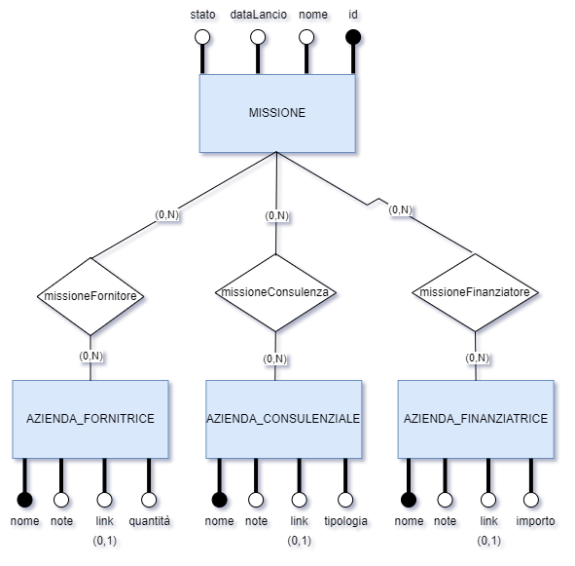 stato dataLancio nome id
MISSIONE
(0,N) (0,N) (0,N)
missioneFornitore missioneConsulenza missioneFinanziatore
(0,N) (0,N) (0,N)
AZIENDA_FORNITRICE AZIENDA_CONSULENZIALE AZIENDA_FINANZIATRICE
nome note link quantità nome note link tipologia nome note link importo
(0,1) (0,1) (0,1)